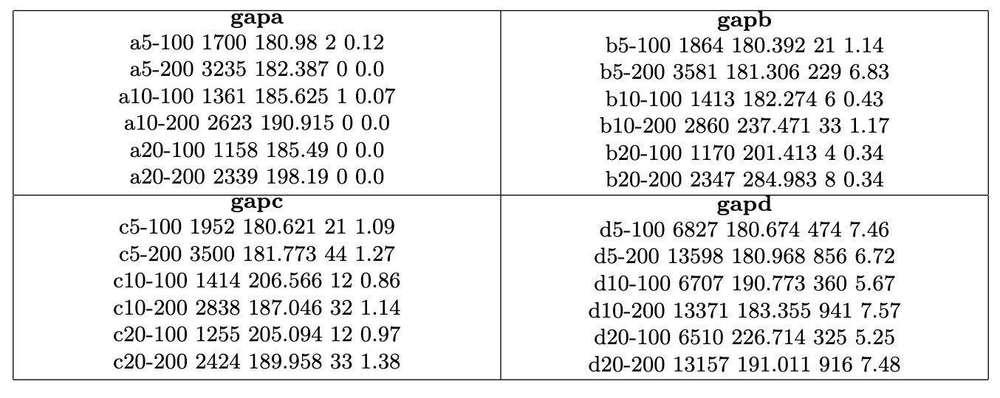 gapa
a5-100 1700 180.98 2 0.12
a5-200 3235 182.387 0 0.0
a10-100 1361 185.625 1 0.07
a10-200 2623 190.915 0 0.0
a20-100 1158 185.49 0 0.0
a20-200 2339 198.19 0 0.0
gapb
b5-100 1864 180.392 21 1.14
b5-200 3581 181.306 229 6.83
b10-100 1413 182.274 6 0.43
b10-200 2860 237.471 33 1.17
b20-100 1170 201.413 4 0.34
b20-200 2347 284.983 8 0.34
gapc
c5-100 1952 180.621 21 1.09
c5-200 3500 181.773 44 1.27
c10-100 1414 206.566 12 0.86
c10-200 2838 187.046 32 1.14
c20-100 1255 205.094 12 0.97
c20-200 2424 189.958 33 1.38
gapd
d5-100 6827 180.674 474 7.46
d5-200 13598 180.968 856 6.72
d10-100 6707 190.773 360 5.67
d10-200 13371 183.355 941 7.57
d20-100 6510 226.714 325 5.25
d20-200 13157 191.011 916 7.48